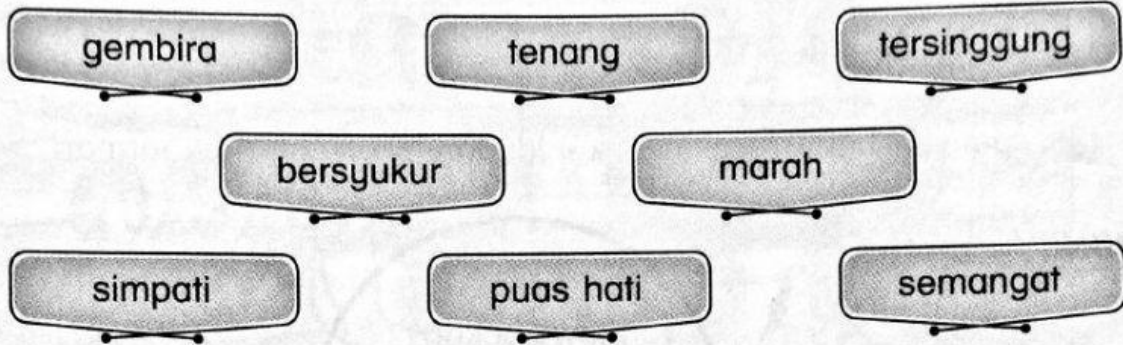 gembira tenang tersinggung
bersyukur marah
simpati puas hati semangat